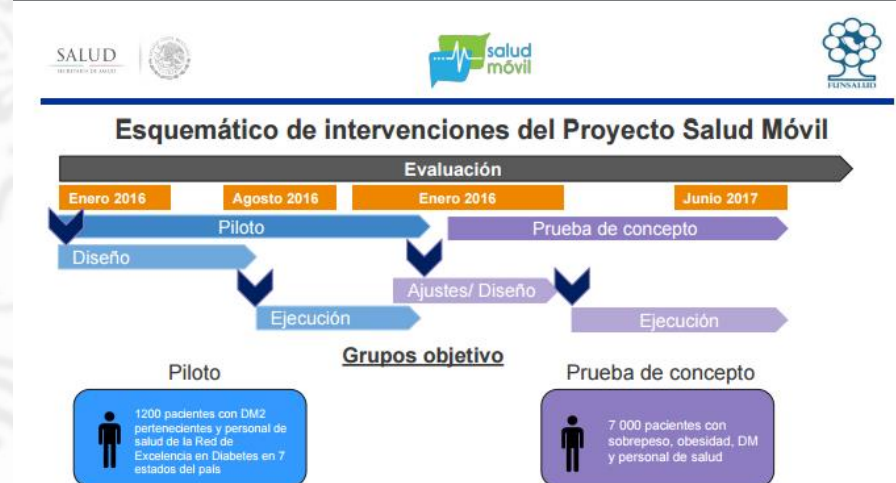 SALUD
SECRETARÍA DE SALUD
salud
móvil
FUNSALUD
Esquemático de intervenciones del Proyecto Salud Móvil
Evaluación
Enero 2016
Agosto 2016
Enero 2016
Junio 2017
Piloto
Prueba de concepto
Diseño
Ajustes/ Diseño
Ejecución
Ejecución
Grupos objetivo
Piloto
Prueba de concepto
1200 pacientes con DM2
pertenecientes y personal de
salud de la Red de
Excelencia en Diabetes en 7
estados del país
7 000 pacientes con
sobrepeso, obesidad, DM
y personal de salud